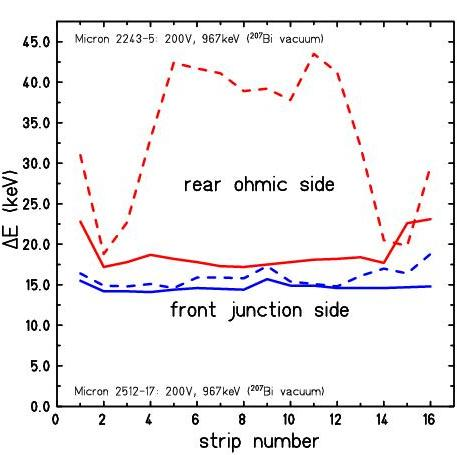 Micron 2243-5: 200V, 967keV (²⁰⁷Bi vacuum)
45.0
40.0
35.0
30.0
25.0
20.0
15.0
10.0
5.0
0.0
ΔE (keV)
rear ohmic side
front junction side
Micron 2512-17: 200V, 967keV (²⁰⁷Bi vacuum)
0 2 4 6 8 10 12 14 16
strip number